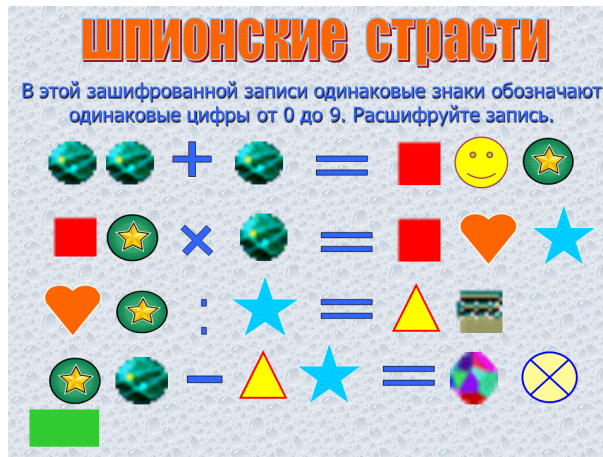 шпионские страсти
В этой зашифрованной записи одинаковые знаки обозначают
одинаковые цифры от 0 до 9. Расшифруйте запись.
+ =
× =
: =
− =